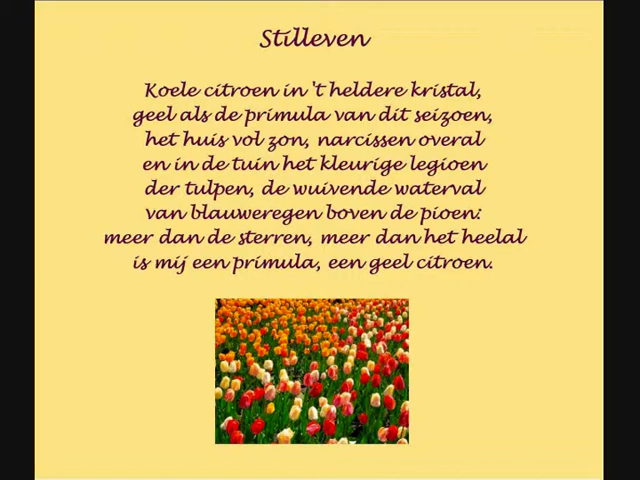 Stilleven
Koele citroen in 't heldere kristal,
geel als de primula van dit seizoen,
het huis vol zon, narcissen overal
en in de tuin het kleurige legioen
der tulpen, de wuivende waterval
van blauweregen boven de pioen:
meer dan de sterren, meer dan het heelal
is mij een primula, een geel citroen.